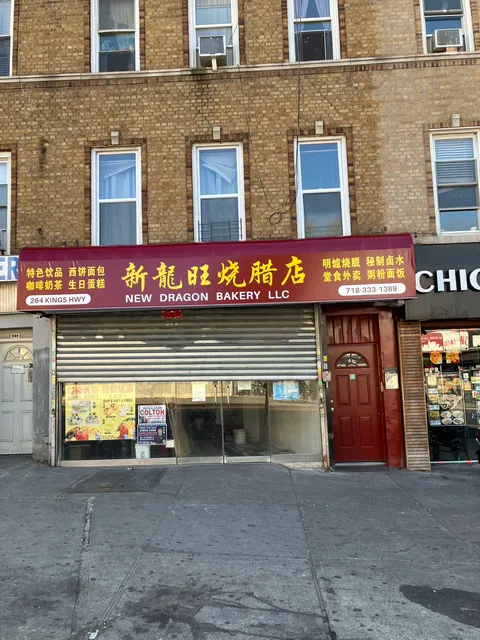 特色饮品 西饼面包
咖啡奶茶 生日蛋糕
264 KINGS HWY
新龍旺烧腊店
NEW DRAGON BAKERY LLC
明炉烧腊 秘制卤水
堂食外卖 粥粉面饭
718-333-1389
ER
CHIC
COLTON